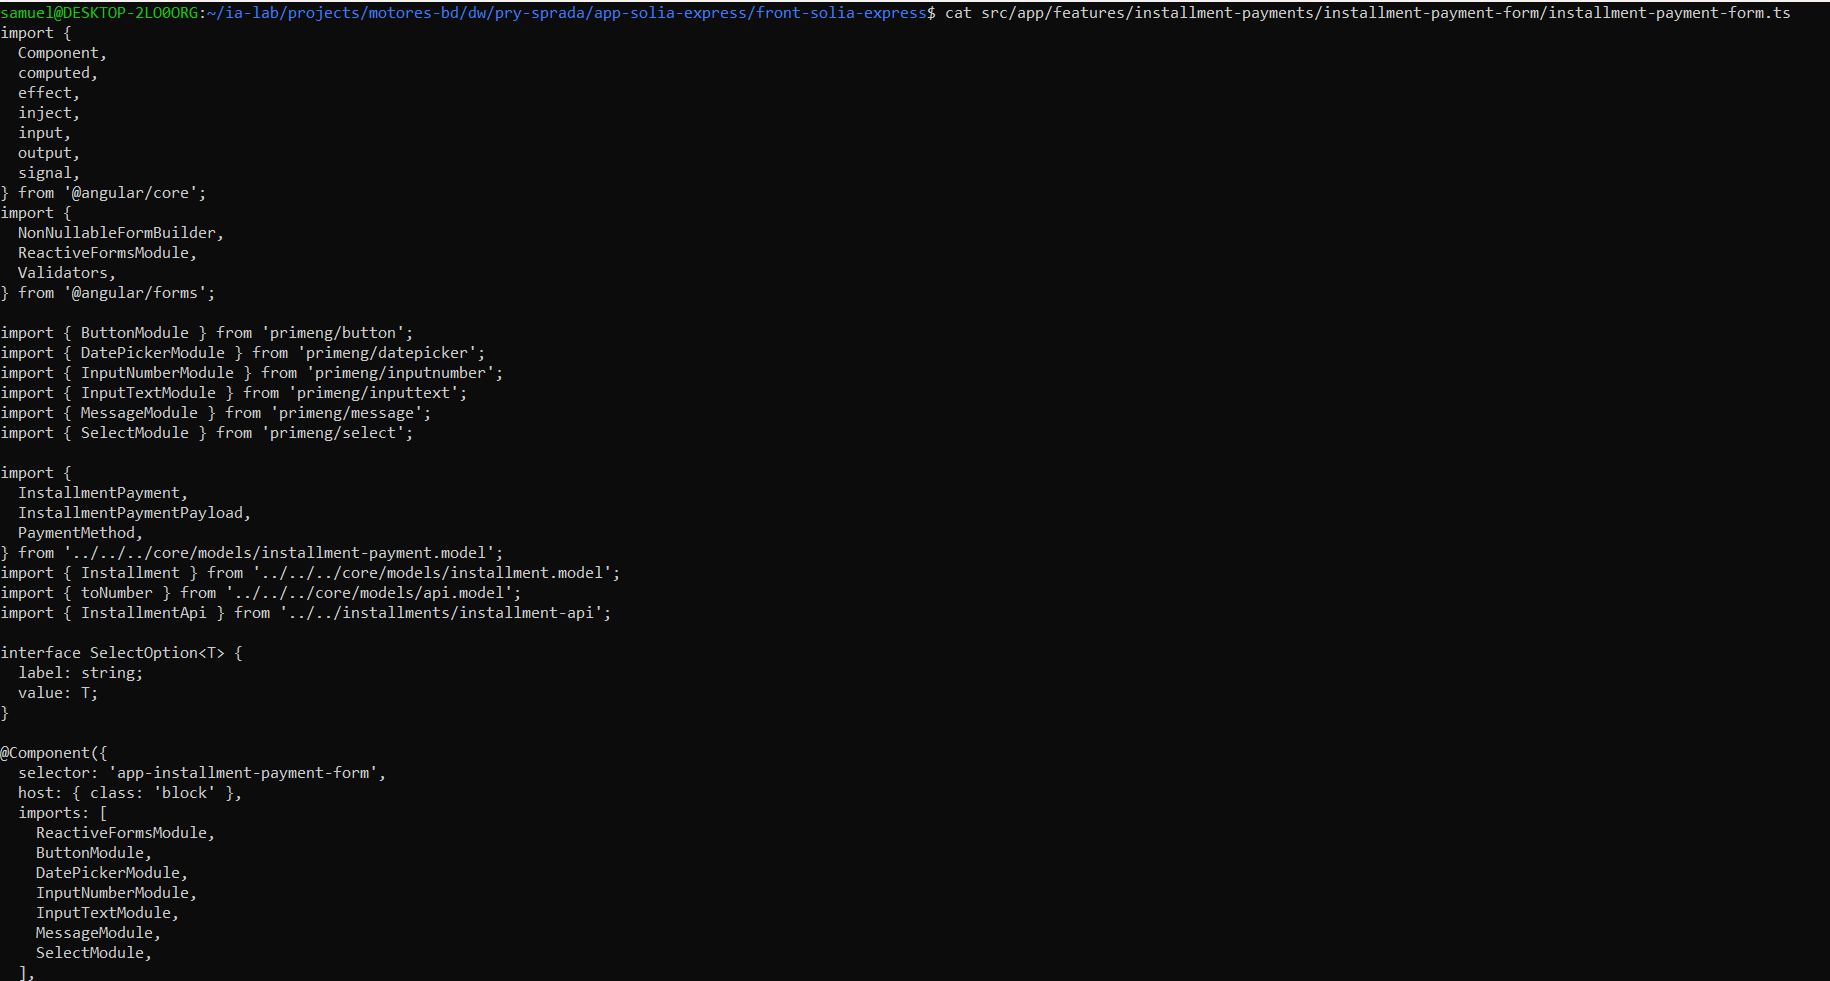 samuel@DESKTOP-2LO0ORG:~/ia-lab/projects/motores-bd/dw/pry-sprada/app-solia-express/front-solia-express$ cat src/app/features/installment-payments/installment-payment-form/installment-payment-form.ts
import {
  Component,
  computed,
  effect,
  inject,
  input,
  output,
  signal,
} from '@angular/core';
import {
  NonNullableFormBuilder,
  ReactiveFormsModule,
  Validators,
} from '@angular/forms';

import { ButtonModule } from 'primeng/button';
import { DatePickerModule } from 'primeng/datepicker';
import { InputNumberModule } from 'primeng/inputnumber';
import { InputTextModule } from 'primeng/inputtext';
import { MessageModule } from 'primeng/message';
import { SelectModule } from 'primeng/select';

import {
  InstallmentPayment,
  InstallmentPaymentPayload,
  PaymentMethod,
} from '../../../core/models/installment-payment.model';
import { Installment } from '../../../core/models/installment.model';
import { toNumber } from '../../../core/models/api.model';
import { InstallmentApi } from '../../installments/installment-api';

interface SelectOption<T> {
  label: string;
  value: T;
}

@Component({
  selector: 'app-installment-payment-form',
  host: { class: 'block' },
  imports: [
    ReactiveFormsModule,
    ButtonModule,
    DatePickerModule,
    InputNumberModule,
    InputTextModule,
    MessageModule,
    SelectModule,
  ],